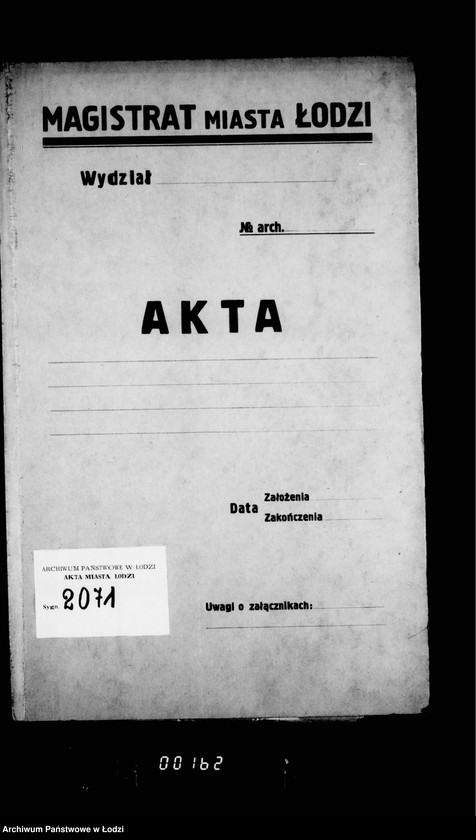 MAGISTRAT MIASTA ŁODZI
Wydział
№ arch.
AKTA
Data
Założenia
Zakończenia
ARCHIWUM PAŃSTWOWE W ŁODZI
AKTA MIASTA ŁODZI
Sygn. 2071
Uwagi o załącznikach:
00162
Archiwum Państwowe w Łodzi